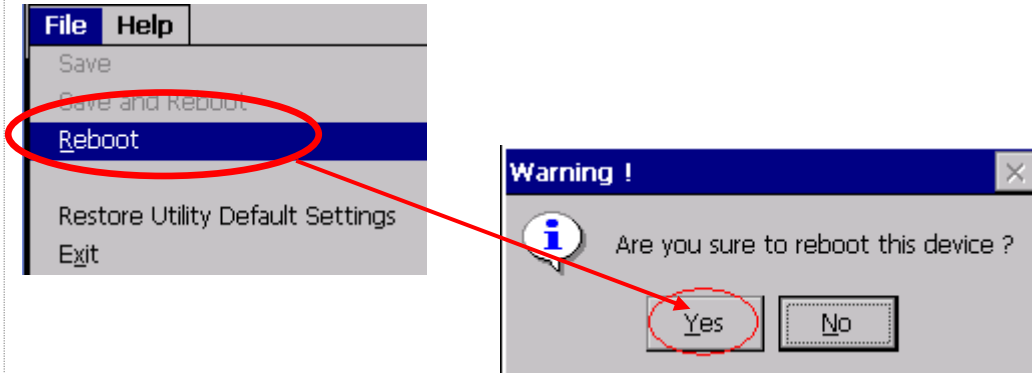 File Help
Save
Save and Reboot
Reboot
Restore Utility Default Settings
Exit
Warning !
Are you sure to reboot this device ?
Yes No